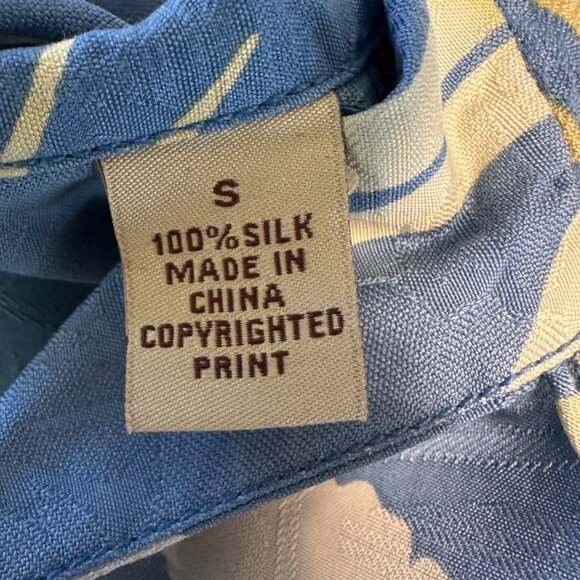 S
100% SILK
MADE IN
CHINA
COPYRIGHTED
PRINT